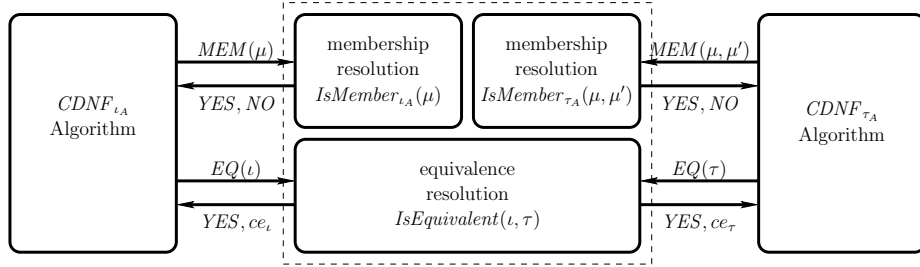 CDNF_{ι_A}
Algorithm
MEM(μ)
YES, NO
EQ(ι)
YES, ce_ι
membership
resolution
IsMember_{ι_A}(μ)
membership
resolution
IsMember_{τ_A}(μ, μ′)
equivalence
resolution
IsEquivalent(ι, τ)
MEM(μ, μ′)
YES, NO
EQ(τ)
YES, ce_τ
CDNF_{τ_A}
Algorithm